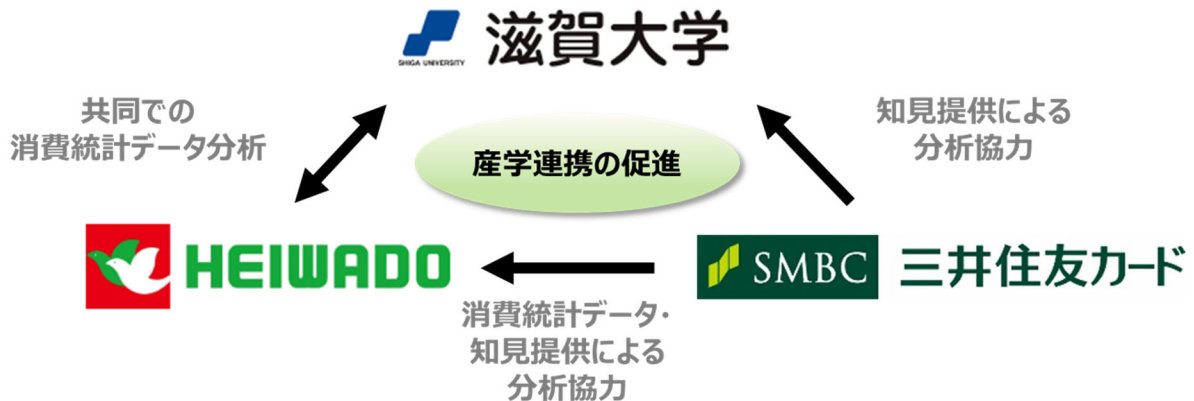 滋賀大学
SHIGA UNIVERSITY
共同での
消費統計データ分析
知見提供による
分析協力
産学連携の促進
HEIWADO
SMBC 三井住友カード
消費統計データ・
知見提供による
分析協力